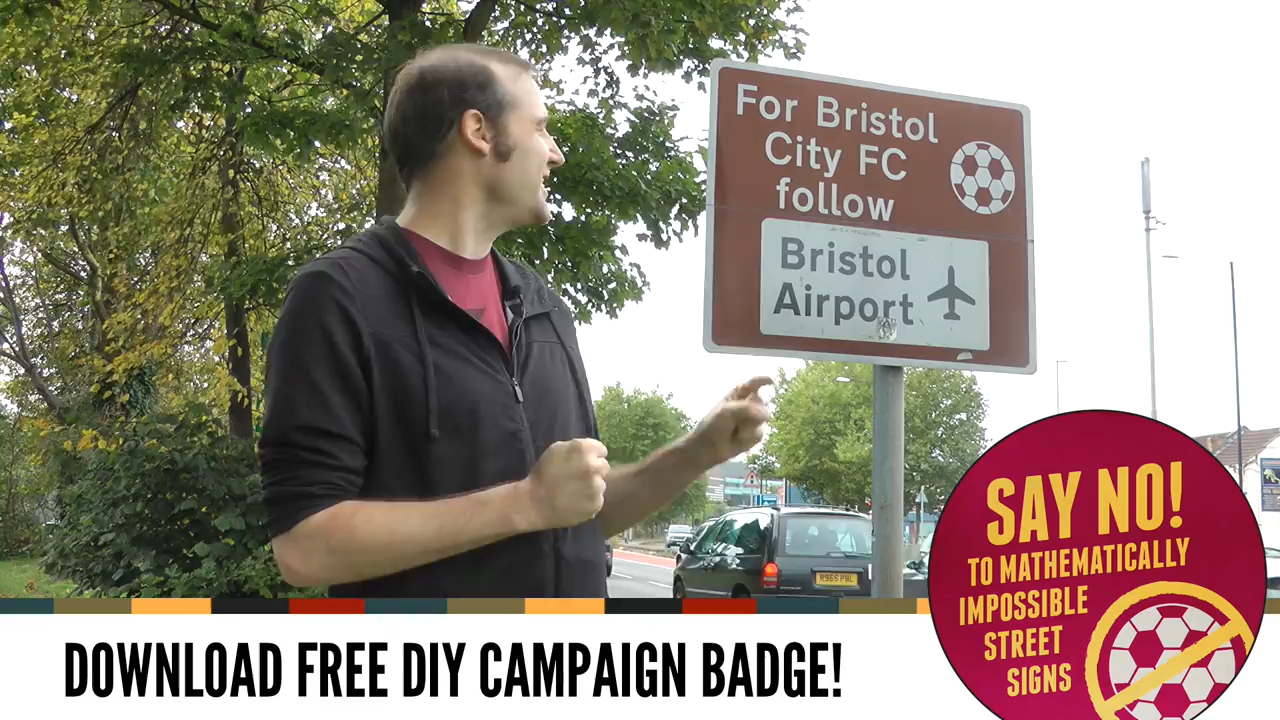 For Bristol
City FC
follow
Bristol
Airport
SAY NO!
TO MATHEMATICALLY
IMPOSSIBLE
STREET
SIGNS
DOWNLOAD FREE DIY CAMPAIGN BADGE!